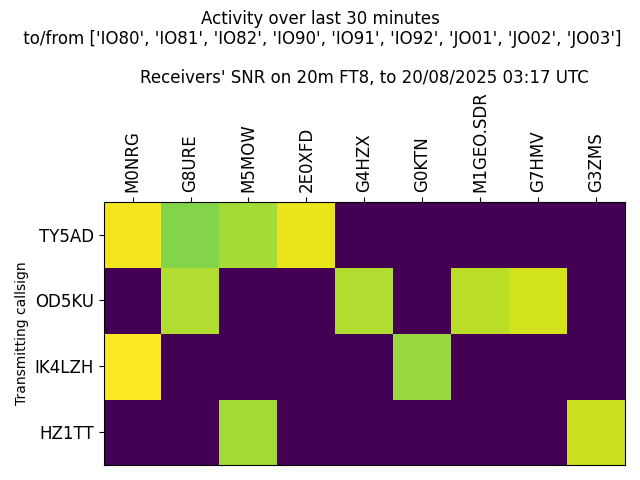 Activity over last 30 minutes
to/from ['IO80', 'IO81', 'IO82', 'IO90', 'IO91', 'IO92', 'JO01', 'JO02', 'JO03']
Receivers' SNR on 20m FT8, to 20/08/2025 03:17 UTC
M0NRG
G8URE
M5MOW
2E0XFD
G4HZX
G0KTN
M1GEO.SDR
G7HMV
G3ZMS
Transmitting callsign
TY5AD
OD5KU
IK4LZH
HZ1TT